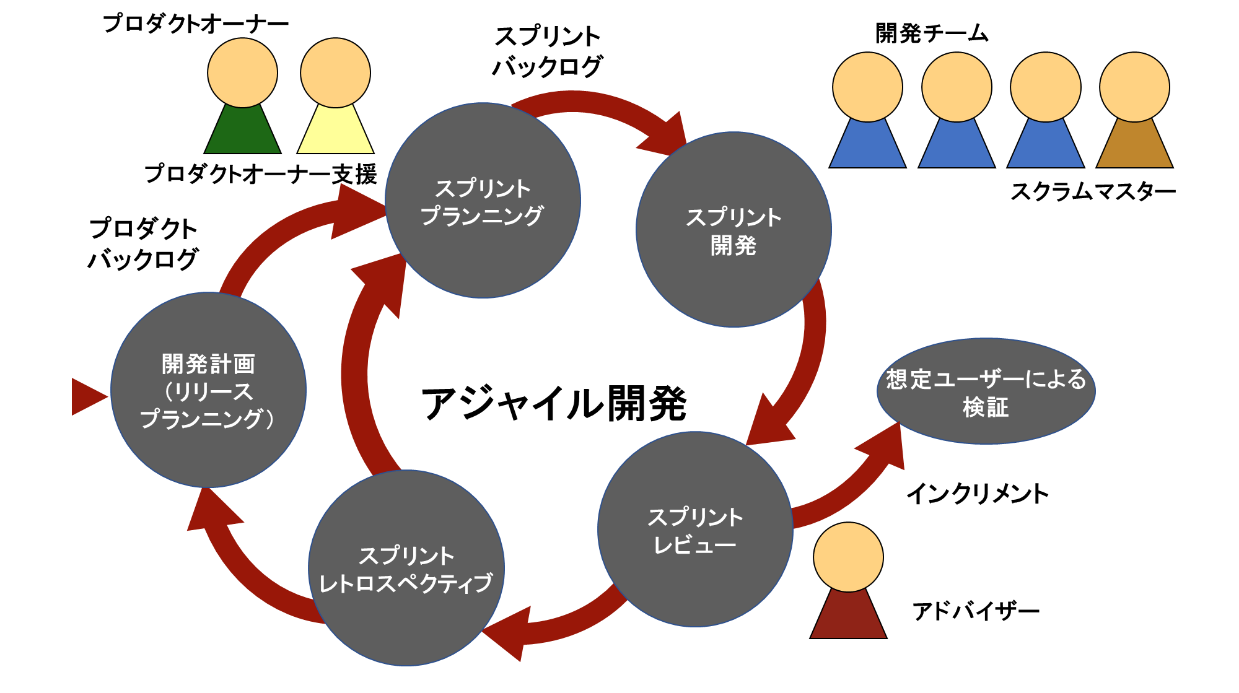 プロダクトオーナー
プロダクトオーナー支援
スプリント
バックログ
開発チーム
スクラムマスター
プロダクト
バックログ
スプリント
プランニング
スプリント
開発
開発計画
（リリース
プランニング）
アジャイル開発
想定ユーザーによる
検証
インクリメント
スプリント
レビュー
スプリント
レトロスペクティブ
アドバイザー